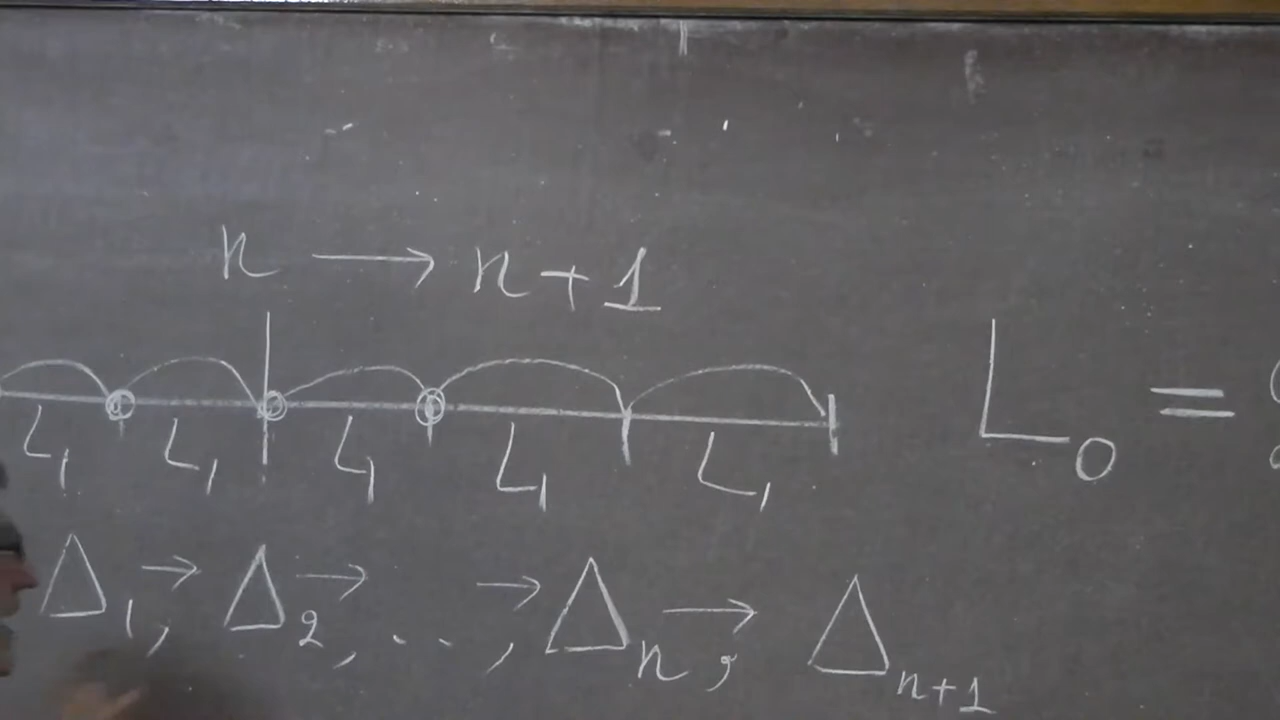 n → n+1
L₁ L₁ L₁ L₁ L₁
L₀ =
Δ₁, → Δ₂, → ..., → Δₙ, → Δₙ₊₁